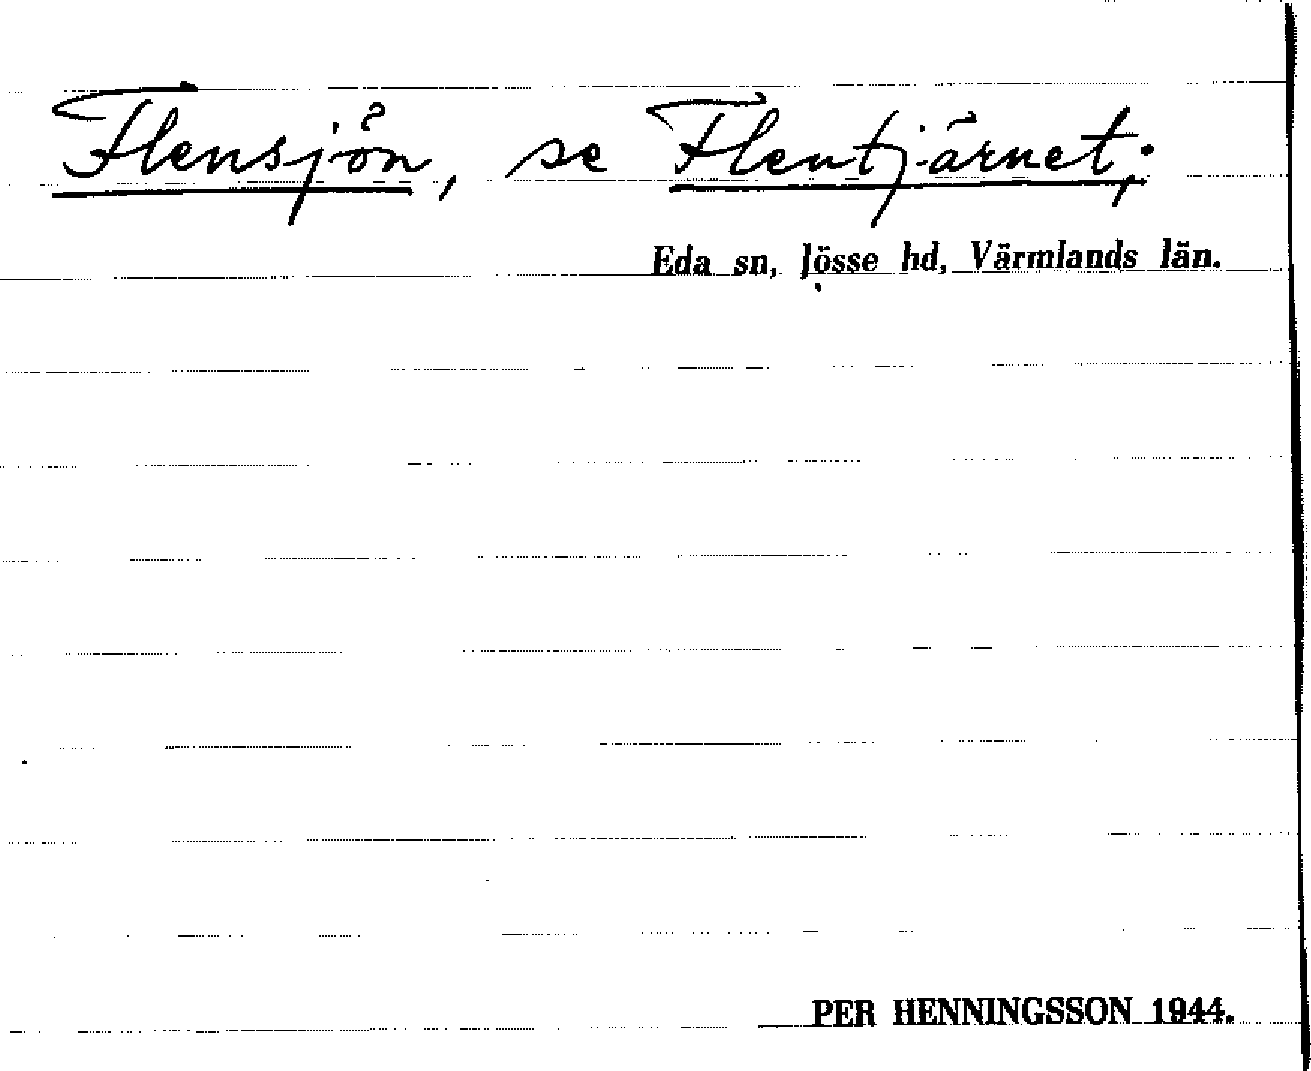 Flensjön, se Flentjärnet;
Eda sn, Jösse hd, Värmlands län.
PER HENNINGSSON 1944.